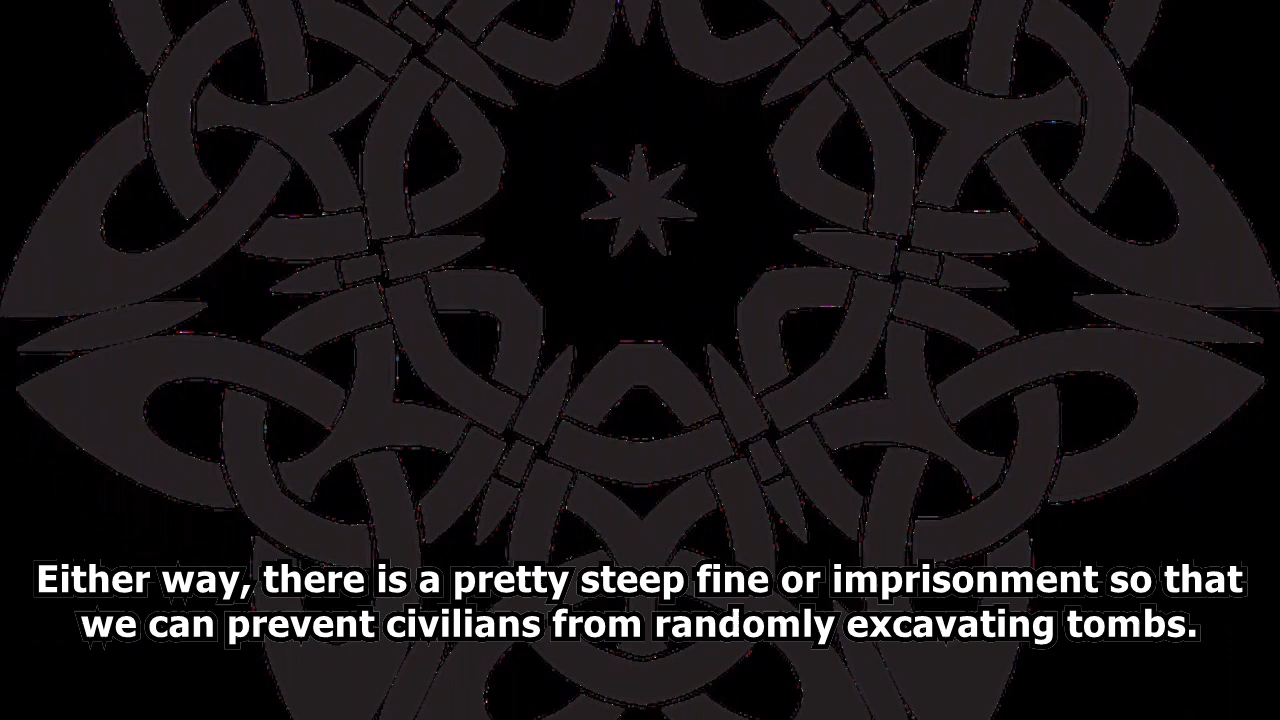 Either way, there is a pretty steep fine or imprisonment so that
we can prevent civilians from randomly excavating tombs.